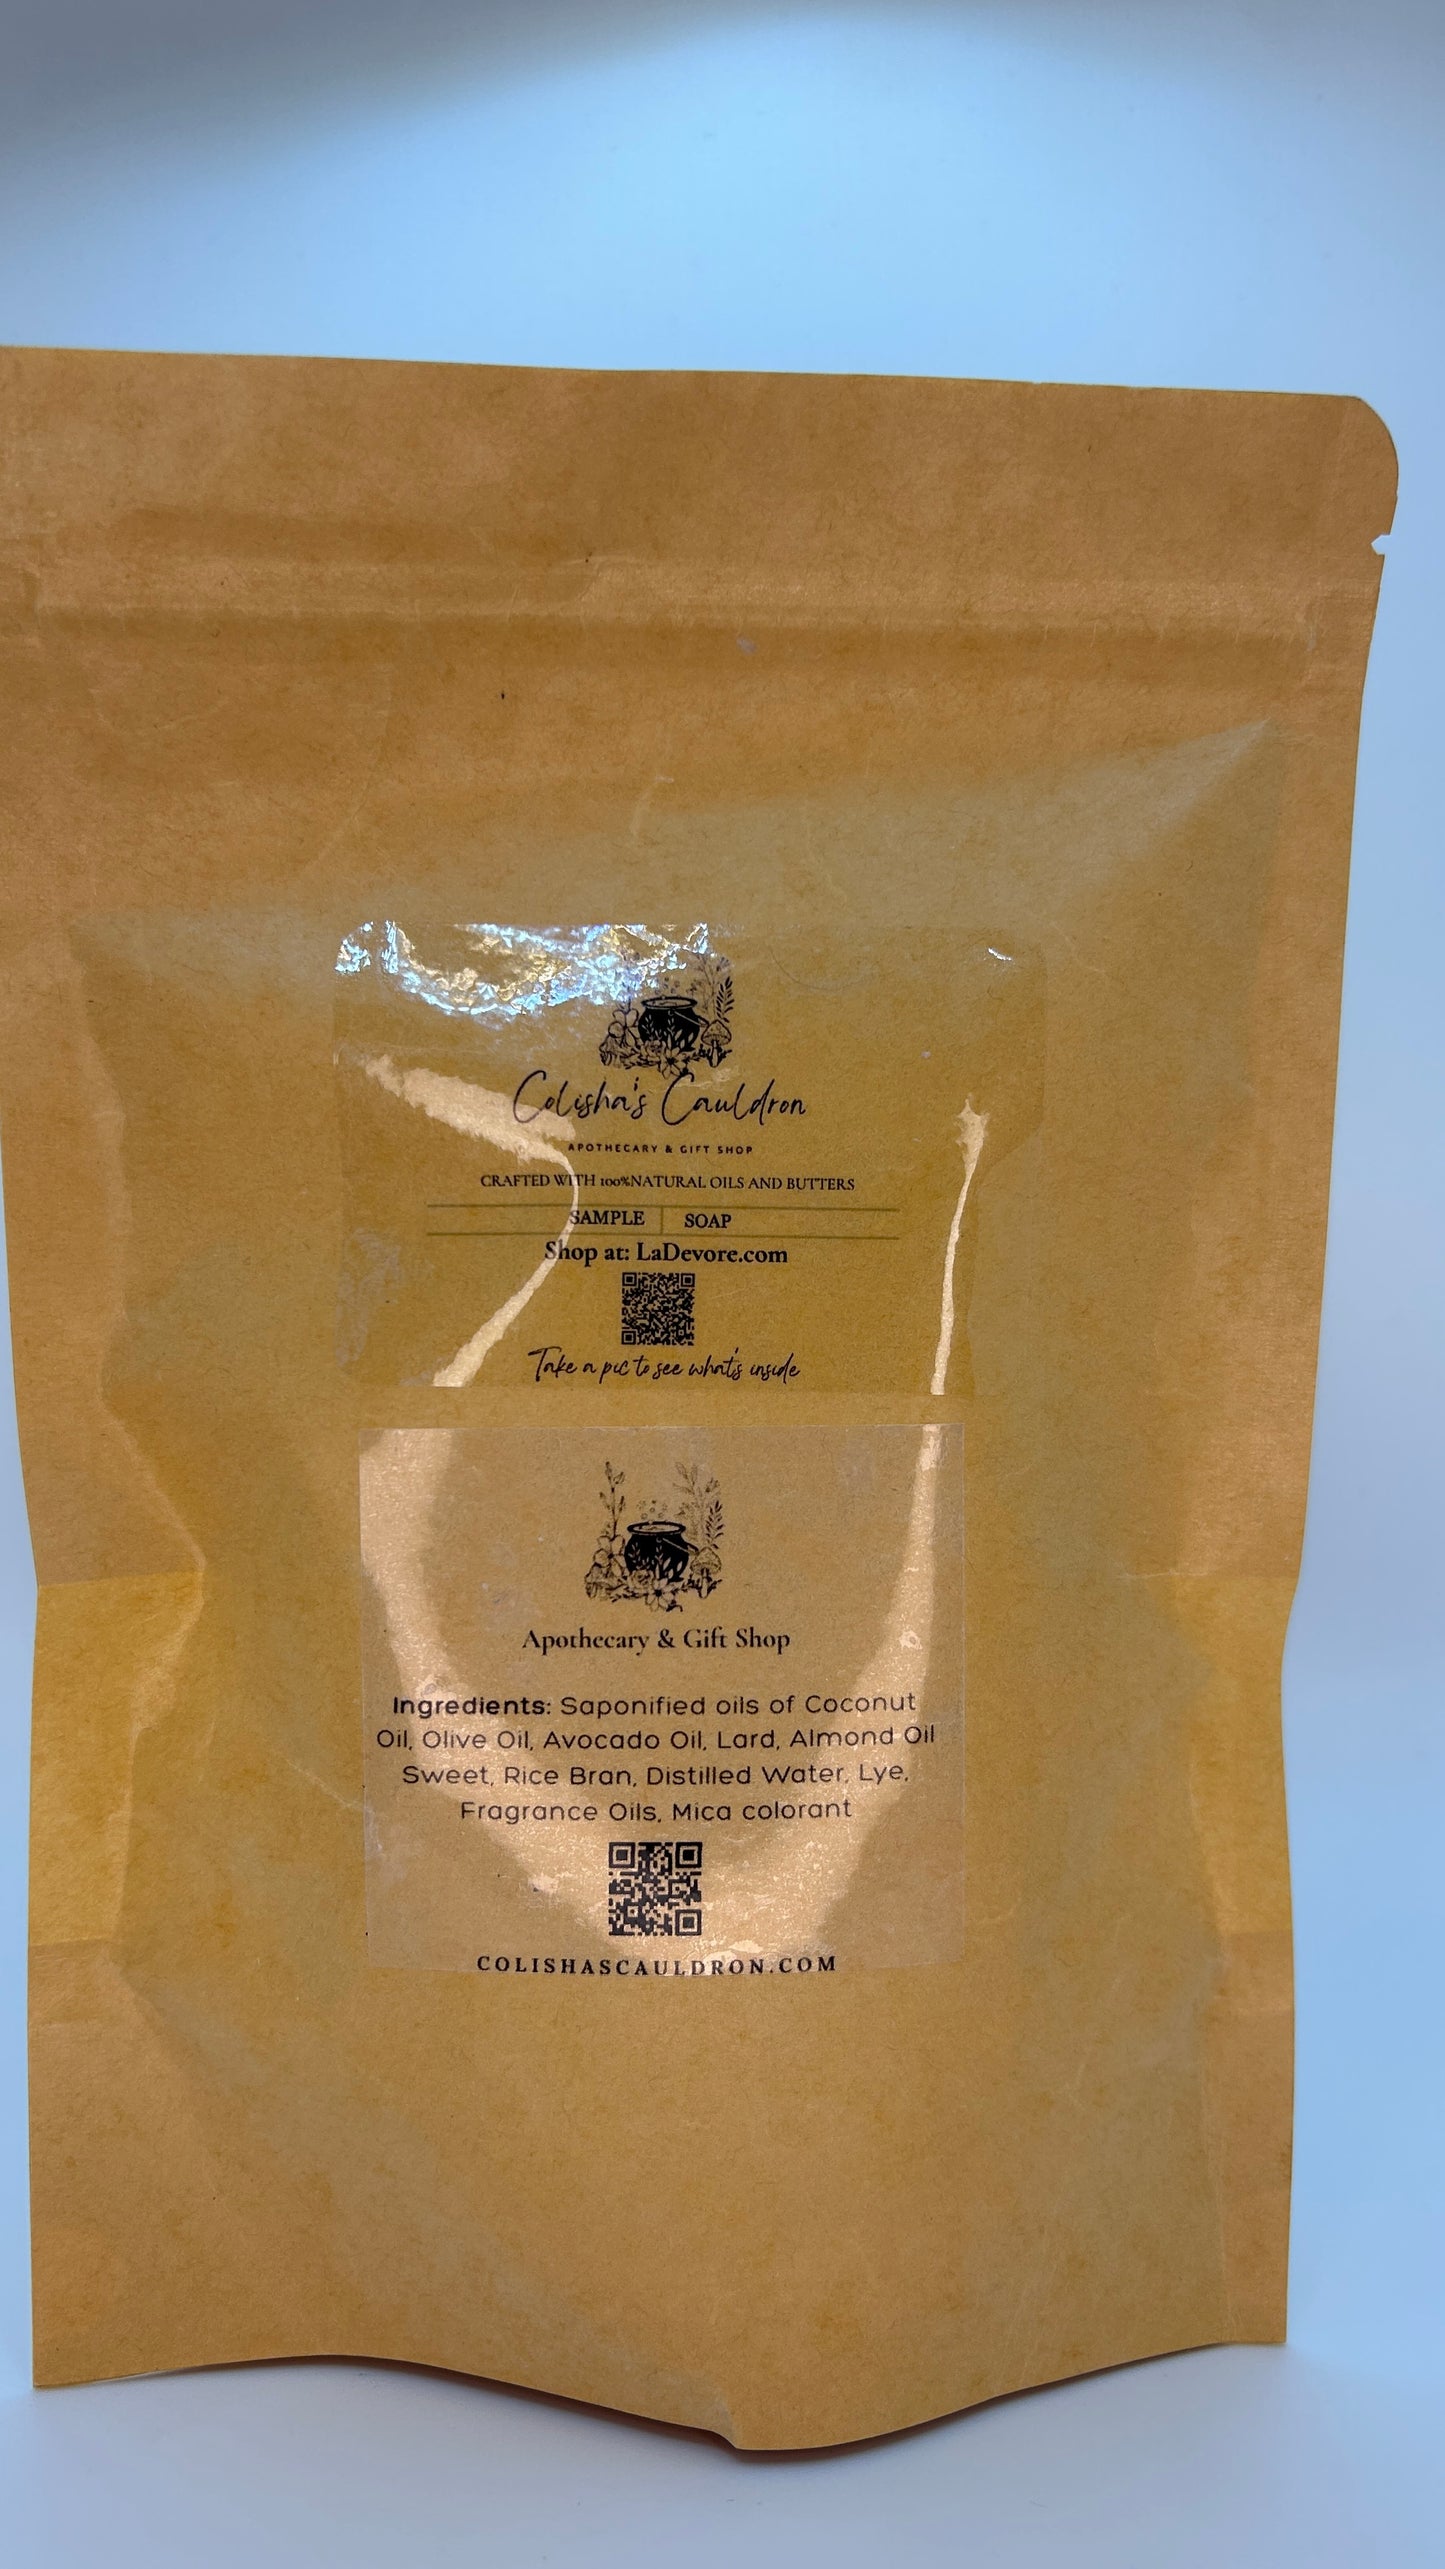 Colisha's Cauldron
APOTHECARY & GIFT SHOP
CRAFTED WITH 100%NATURAL OILS AND BUTTERS
SAMPLE SOAP
Shop at: LaDevore.com
Take a pic to see what's inside
Apothecary & Gift Shop
Ingredients: Saponified oils of Coconut
Oil, Olive Oil, Avocado Oil, Lard, Almond Oil
Sweet, Rice Bran, Distilled Water, Lye,
Fragrance Oils, Mica colorant
COLISHASCAULDRON.COM